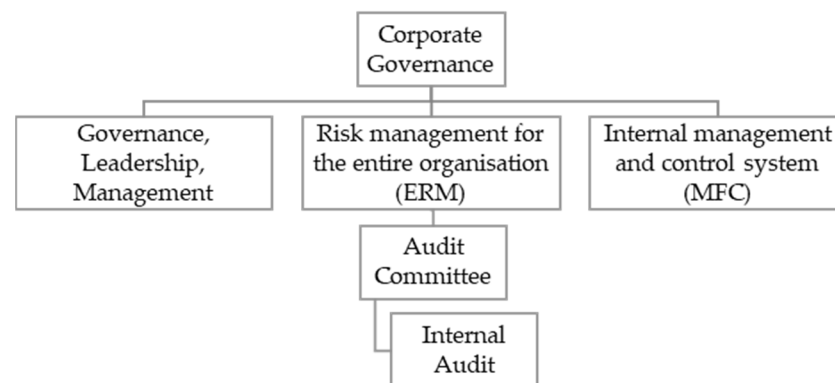 Corporate
Governance
Governance,
Leadership,
Management
Risk management for
the entire organisation
(ERM)
Internal management
and control system
(MFC)
Audit
Committee
Internal
Audit